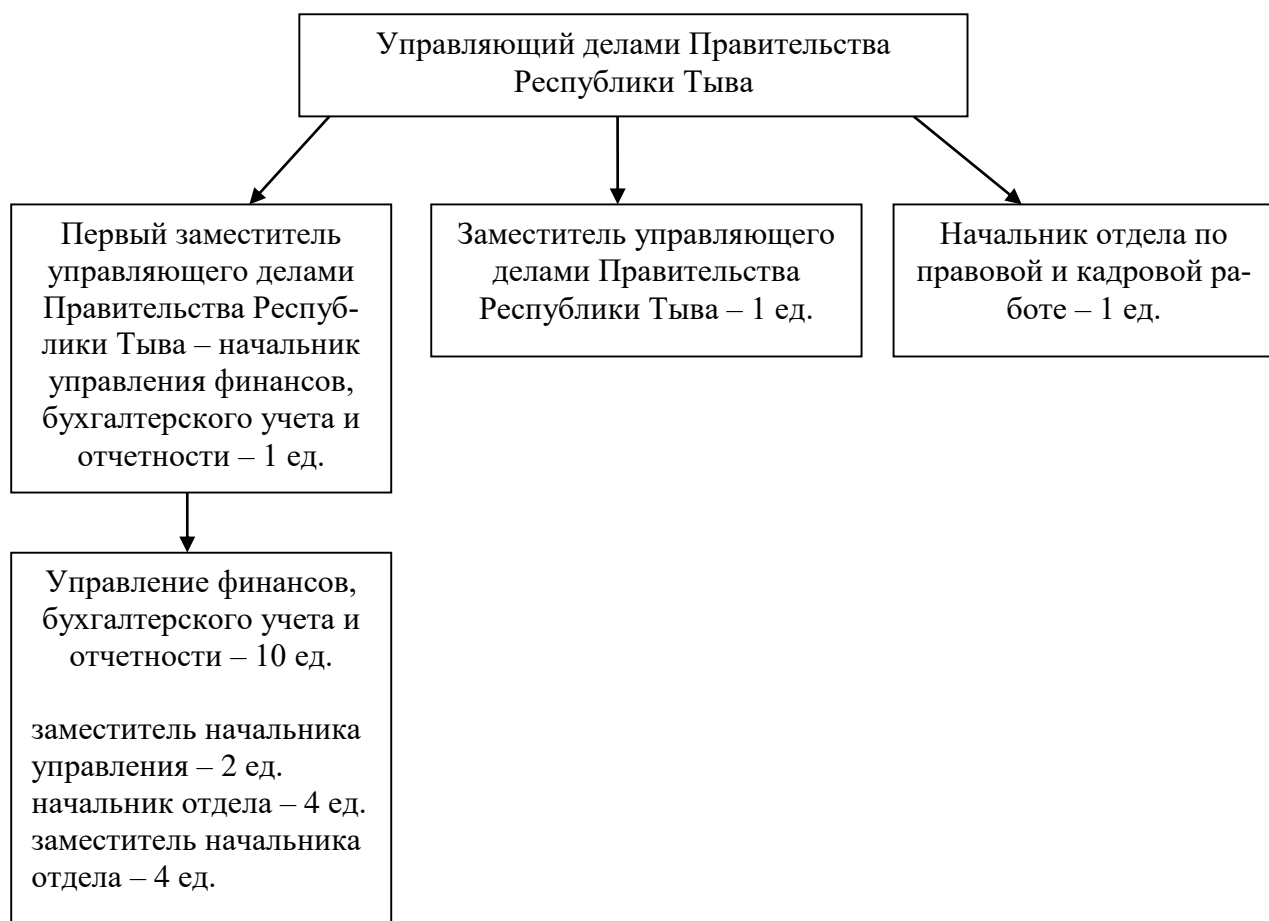 Управляющий делами Правительства
Республики Тыва
Первый заместитель
управляющего делами
Правительства Респуб-
лики Тыва – начальник
управления финансов,
бухгалтерского учета и
отчетности – 1 ед.
Заместитель управляющего
делами Правительства
Республики Тыва – 1 ед.
Начальник отдела по
правовой и кадровой ра-
боте – 1 ед.
Управление финансов,
бухгалтерского учета и
отчетности – 10 ед.
заместитель начальника
управления – 2 ед.
начальник отдела – 4 ед.
заместитель начальника
отдела – 4 ед.